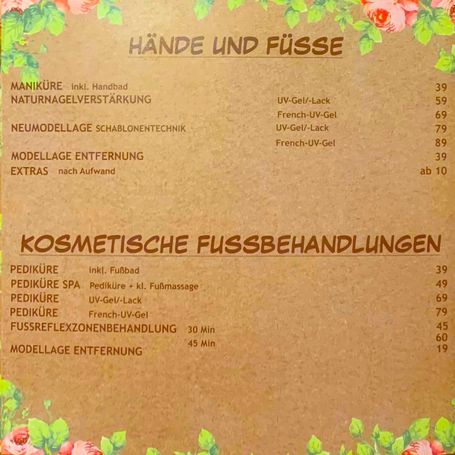 HÄNDE UND FÜSSE
MANIKÜRE inkl. Handbad 39
NATURNAGELVERSTÄRKUNG UV-Gel/-Lack 59
French-UV-Gel 69
NEUMODELLAGE SCHABLONENTECHNIK UV-Gel/-Lack 79
French-UV-Gel 89
MODELLAGE ENTFERNUNG 39
EXTRAS nach Aufwand ab 10
KOSMETISCHE FUSSBEHANDLUNGEN
PEDIKÜRE inkl. Fußbad 39
PEDIKÜRE SPA Pediküre + kl. Fußmassage 49
PEDIKÜRE UV-Gel/-Lack 69
PEDIKÜRE French-UV-Gel 79
FUSSREFLEXZONENBEHANDLUNG 30 Min 45
45 Min 60
MODELLAGE ENTFERNUNG 19